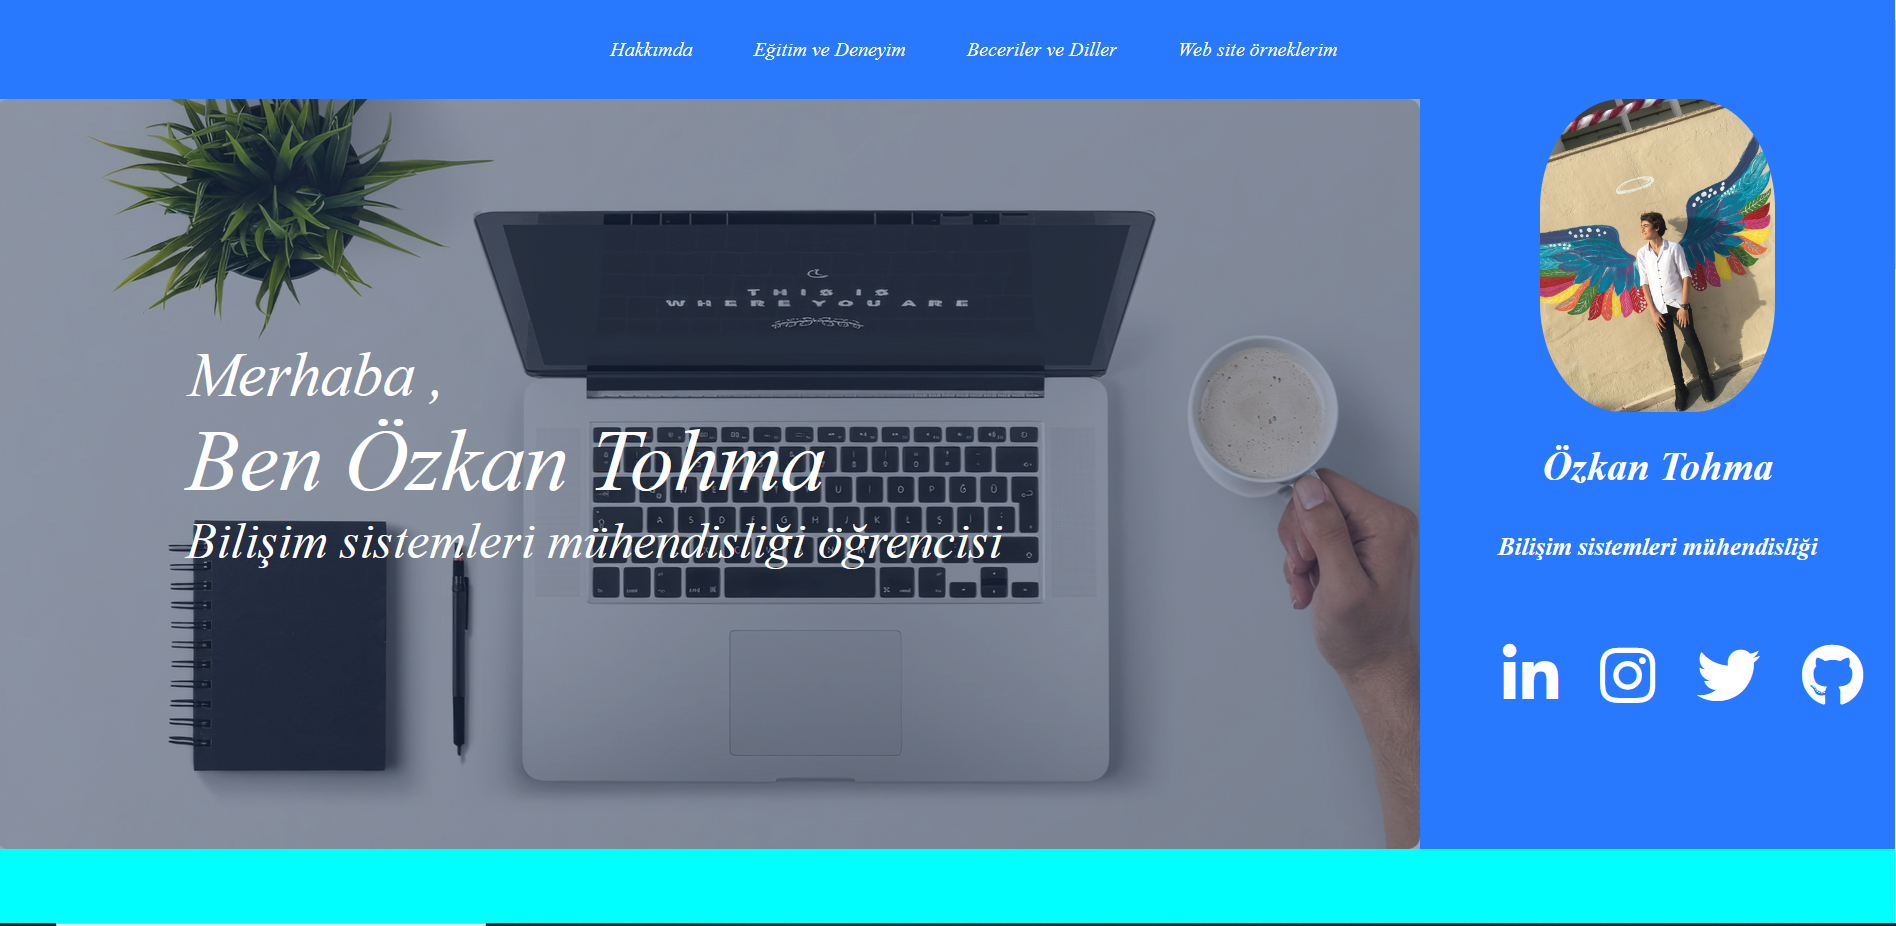 Hakkımda Eğitim ve Deneyim Beceriler ve Diller Web site örneklerim
THIS IS
WHERE YOU ARE
Merhaba ,
Ben Özkan Tohma
Bilişim sistemleri mühendisliği öğrencisi
Özkan Tohma
Bilişim sistemleri mühendisliği
in